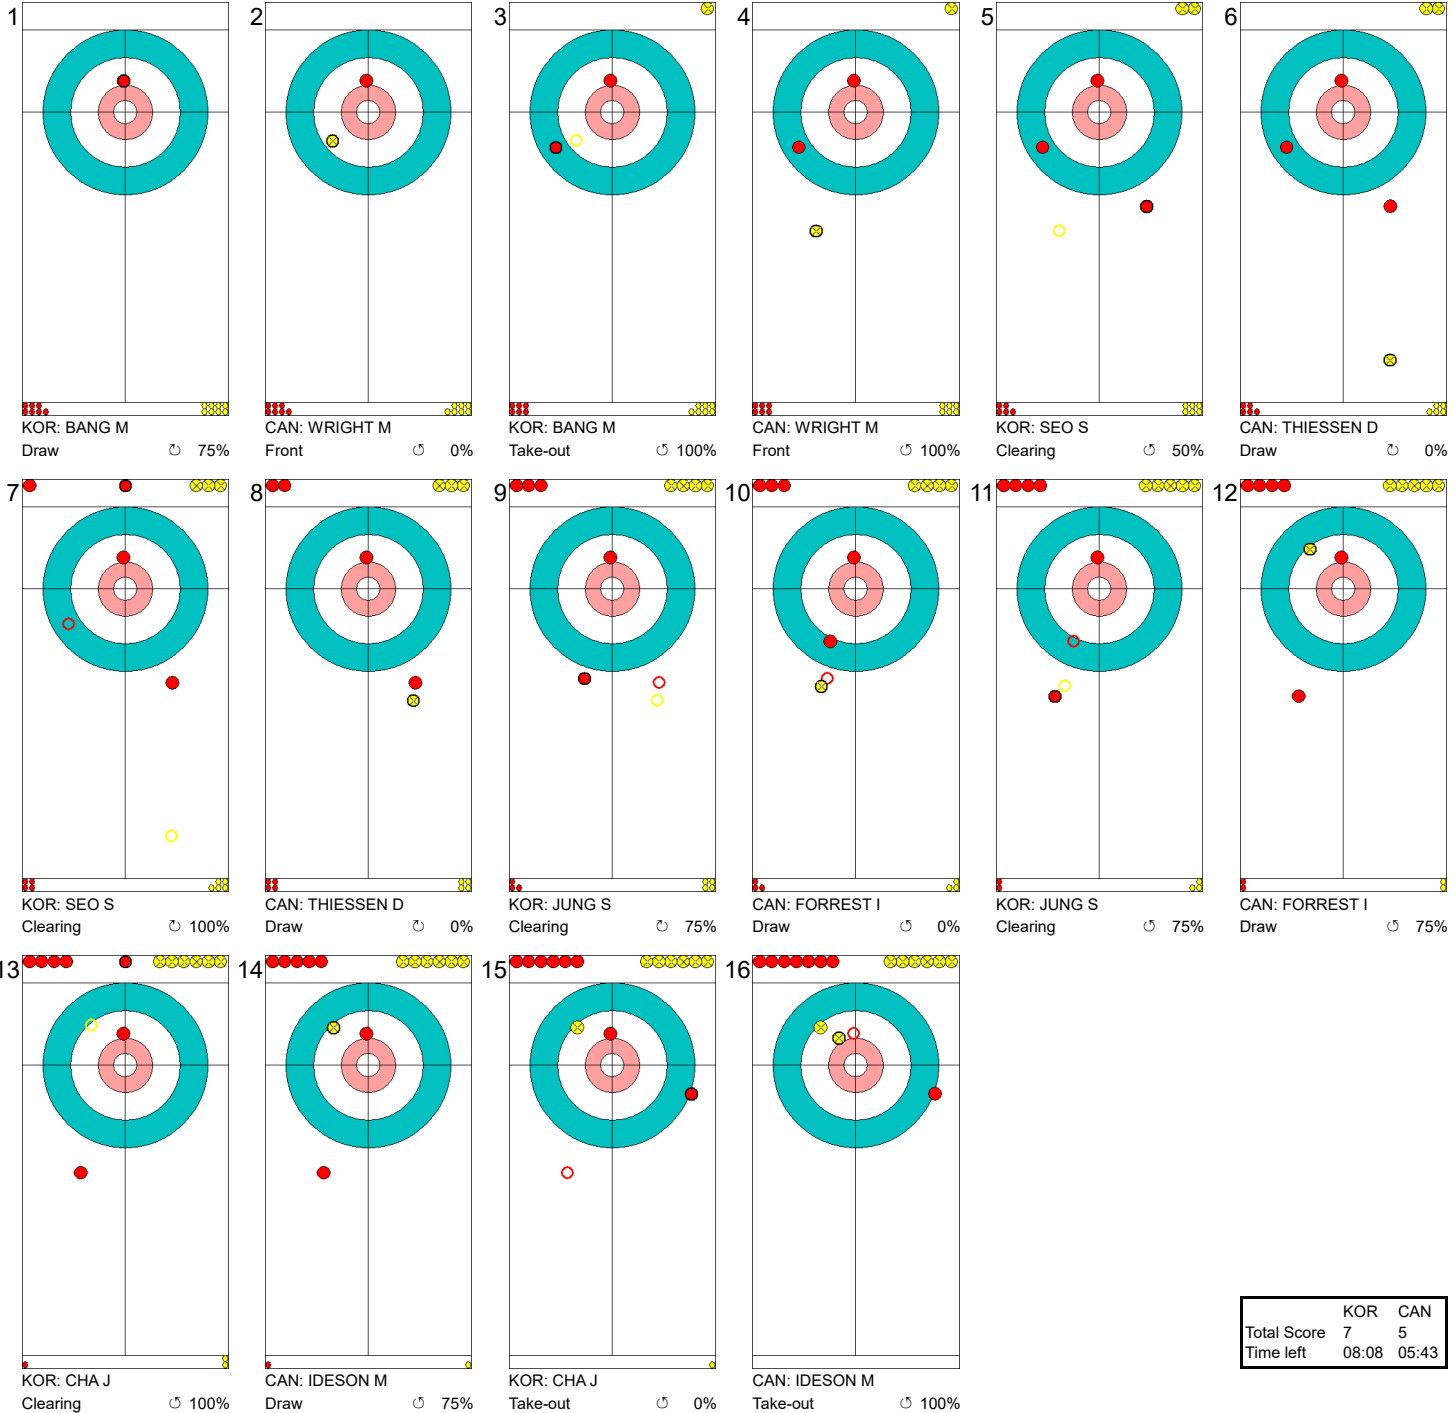 1
KOR: BANG M
Draw ↻ 75%
2
CAN: WRIGHT M
Front ↺ 0%
3
KOR: BANG M
Take-out ↺ 100%
4
CAN: WRIGHT M
Front ↺ 100%
5
KOR: SEO S
Clearing ↺ 50%
6
CAN: THIESSEN D
Draw ↻ 0%
7
KOR: SEO S
Clearing ↻ 100%
8
CAN: THIESSEN D
Draw ↻ 0%
9
KOR: JUNG S
Clearing ↻ 75%
10
CAN: FORREST I
Draw ↺ 0%
11
KOR: JUNG S
Clearing ↺ 75%
12
CAN: FORREST I
Draw ↺ 75%
13
KOR: CHA J
Clearing ↺ 100%
14
CAN: IDESON M
Draw ↺ 75%
15
KOR: CHA J
Take-out ↺ 0%
16
CAN: IDESON M
Take-out ↺ 100%
KOR CAN
Total Score 7 5
Time left 08:08 05:43